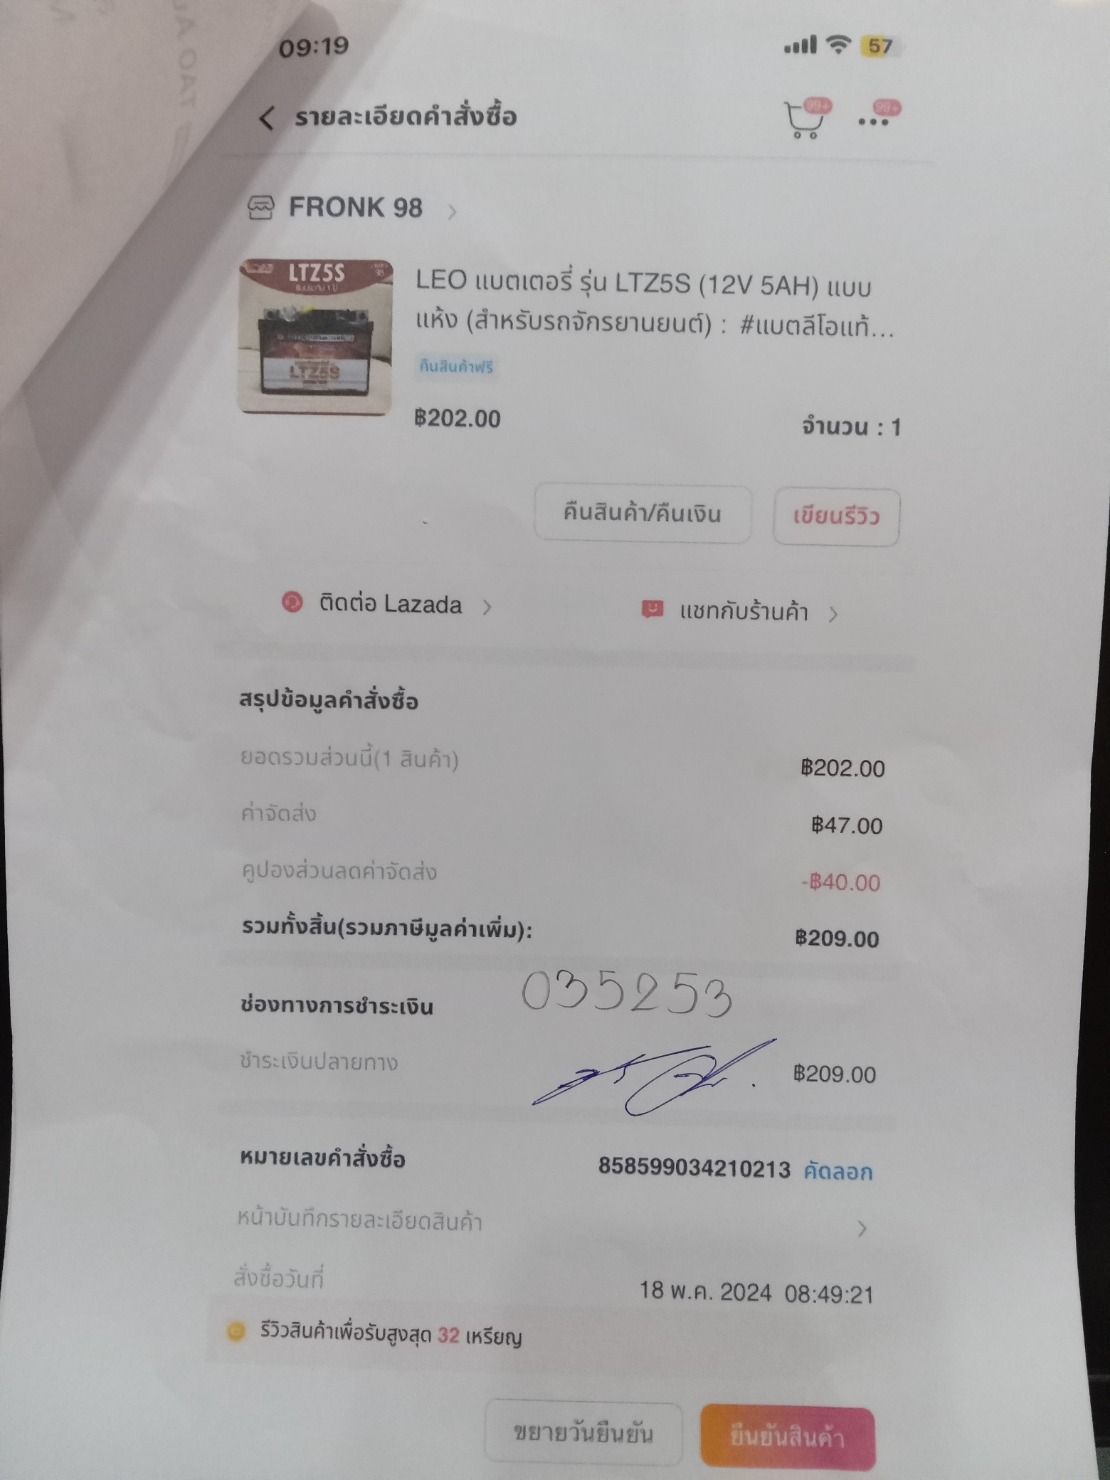 09:19 57
รายละเอียดคำสั่งซื้อ 99+ 99+
FRONK 98
LTZ5S
LEO แบตเตอรี่ รุ่น LTZ5S (12V 5AH) แบบ
แห้ง (สำหรับรถจักรยานยนต์) : #แบตลีโอแท้...
LTZ5S
คืนสินค้าฟรี
฿202.00 จำนวน : 1
คืนสินค้า/คืนเงิน เขียนรีวิว
ติดต่อ Lazada แชทกับร้านค้า
สรุปข้อมูลคำสั่งซื้อ
ยอดรวมส่วนนี้(1 สินค้า) ฿202.00
ค่าจัดส่ง ฿47.00
คูปองส่วนลดค่าจัดส่ง -฿40.00
รวมทั้งสิ้น(รวมภาษีมูลค่าเพิ่ม): ฿209.00
035253
ช่องทางการชำระเงิน
ชำระเงินปลายทาง ฿209.00
หมายเลขคำสั่งซื้อ 858599034210213 คัดลอก
หน้าบันทึกรายละเอียดสินค้า
สั่งซื้อวันที่ 18 พ.ค. 2024 08:49:21
รีวิวสินค้าเพื่อรับสูงสุด 32 เหรียญ
ขยายวันยืนยัน ยืนยันสินค้า